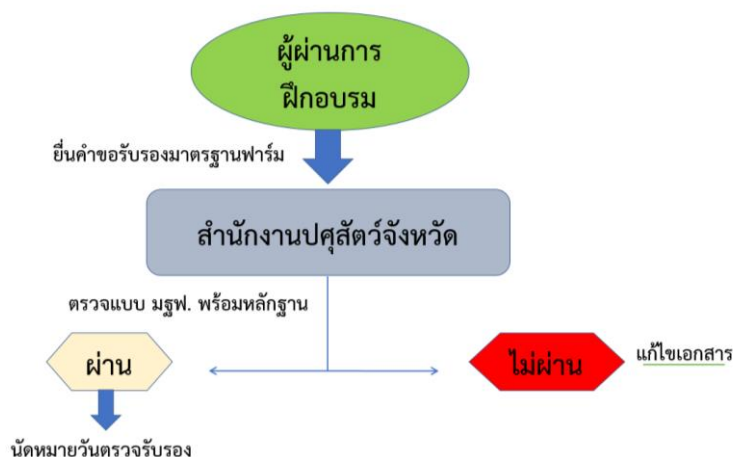 ผู้ผ่านการ
ฝึกอบรม
ยื่นคำขอรับรองมาตรฐานฟาร์ม
สำนักงานปศุสัตว์จังหวัด
ตรวจแบบ มฐฟ. พร้อมหลักฐาน
ผ่าน
ไม่ผ่าน
แก้ไขเอกสาร
นัดหมายวันตรวจรับรอง